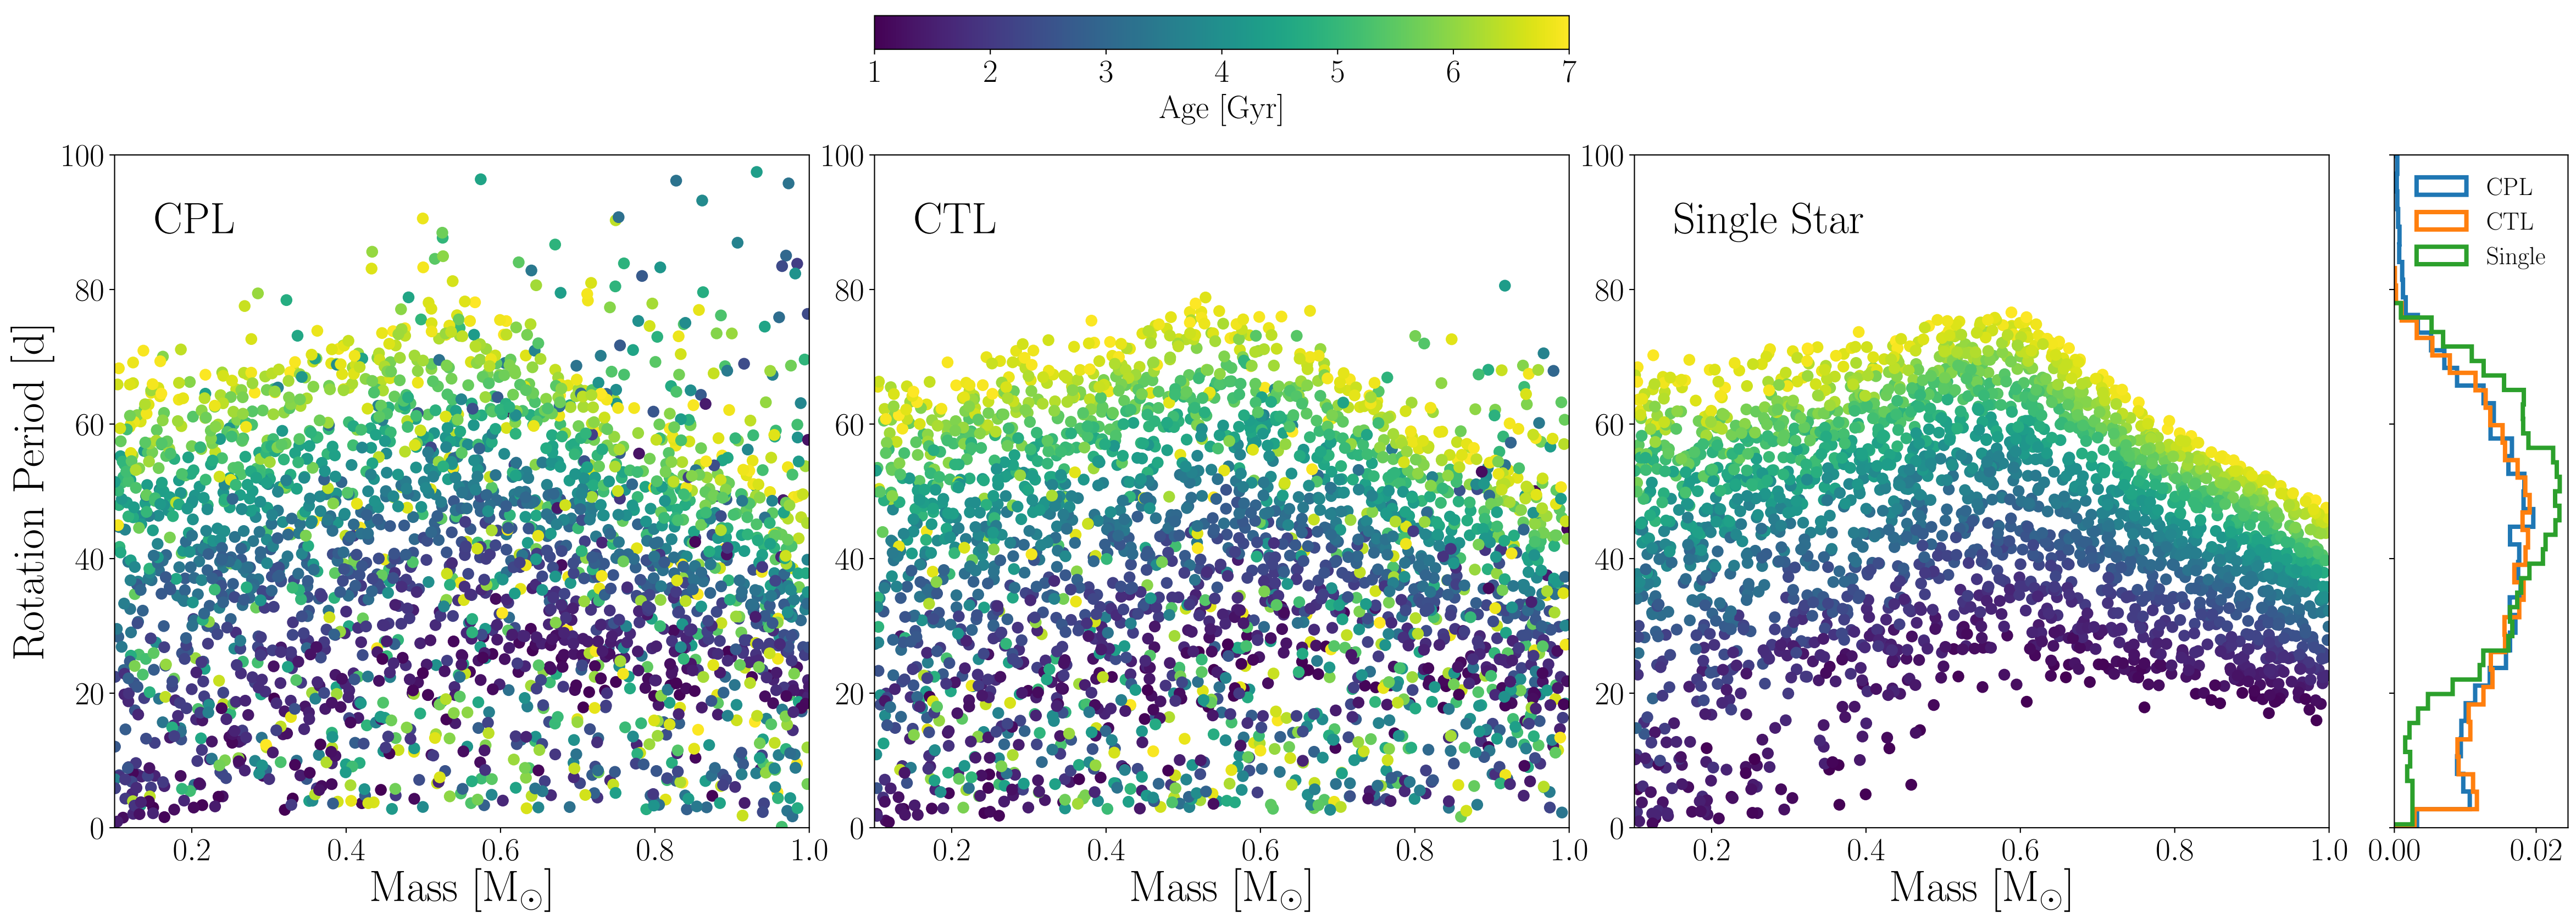 1 2 3 4 5 6 7
Age [Gyr]
Rotation Period [d]
100
80
60
40
20
0
CPL
0.2 0.4 0.6 0.8 1.0
Mass [M☉]
100
80
60
40
20
0
CTL
0.2 0.4 0.6 0.8 1.0
Mass [M☉]
100
80
60
40
20
0
Single Star
0.2 0.4 0.6 0.8 1.0
Mass [M☉]
CPL
CTL
Single
0.00 0.02